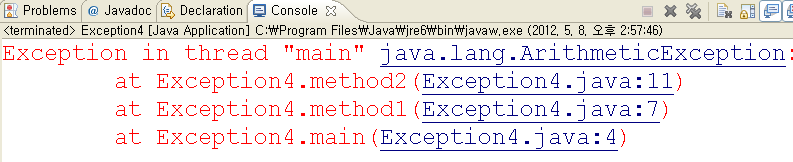 Problems @ Javadoc Declaration Console
<terminated> Exception4 [Java Application] C:₩Program Files₩Java₩jre6₩bin₩javaw.exe (2012. 5. 8. 오후 2:57:46)
Exception in thread "main" java.lang.ArithmeticException:
at Exception4.method2(Exception4.java:11)
at Exception4.method1(Exception4.java:7)
at Exception4.main(Exception4.java:4)